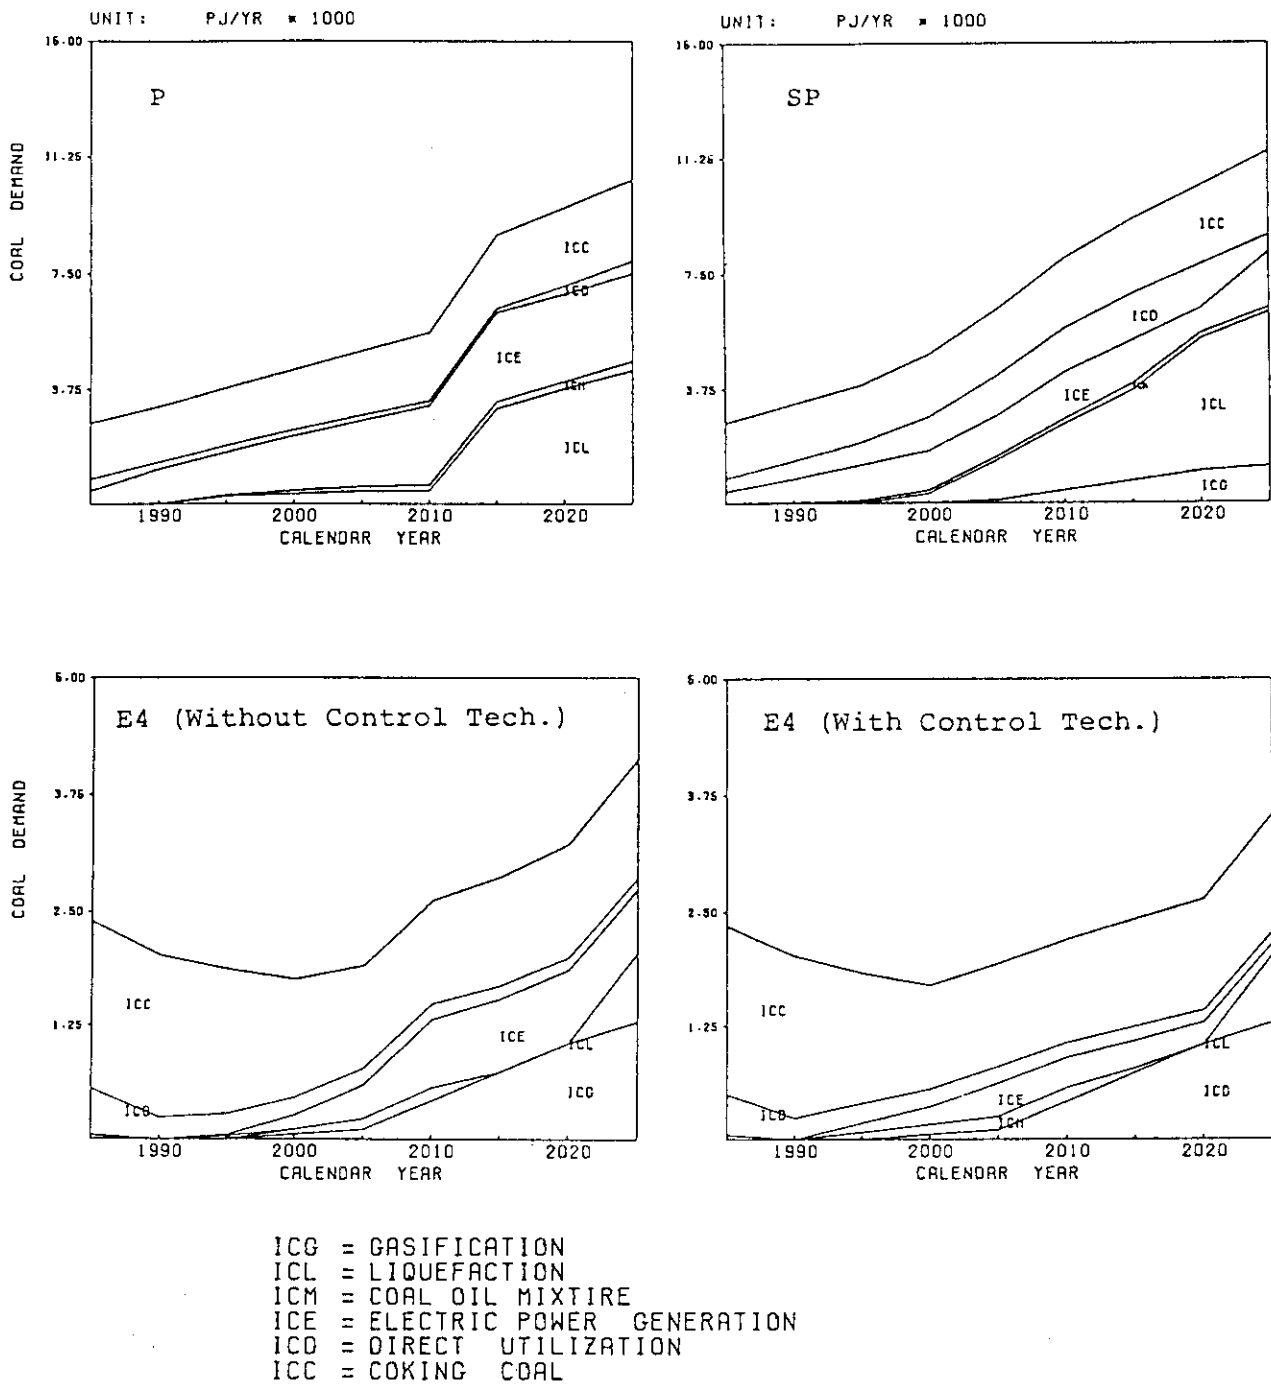 UNIT: PJ/YR * 1000
15.00
P
11.25
7.50
3.75
COAL DEMAND
ICC
ICD
ICE
ICM
ICL
1990 2000 2010 2020
CALENDAR YEAR
UNIT: PJ/YR * 1000
15.00
SP
11.25
7.50
3.75
ICC
ICD
ICE
ICM
ICL
ICG
1990 2000 2010 2020
CALENDAR YEAR
5.00
E4 (Without Control Tech.)
3.75
2.50
1.25
COAL DEMAND
ICC
ICD
ICE
ICL
ICG
1990 2000 2010 2020
CALENDAR YEAR
5.00
E4 (With Control Tech.)
3.75
2.50
1.25
ICC
ICD
ICE
ICM
ICL
ICG
1990 2000 2010 2020
CALENDAR YEAR
ICG = GASIFICATION
ICL = LIQUEFACTION
ICM = COAL OIL MIXTIRE
ICE = ELECTRIC POWER GENERATION
ICD = DIRECT UTILIZATION
ICC = COKING COAL